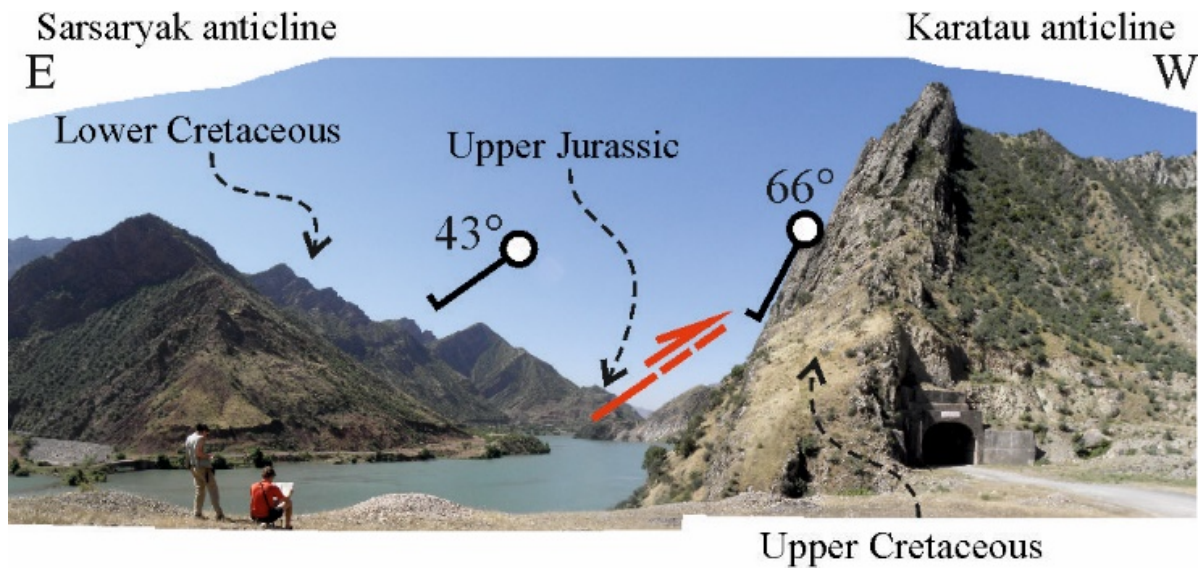 Sarsaryak anticline
Karatau anticline
E
W
Lower Cretaceous
Upper Jurassic
66°
43°
Upper Cretaceous